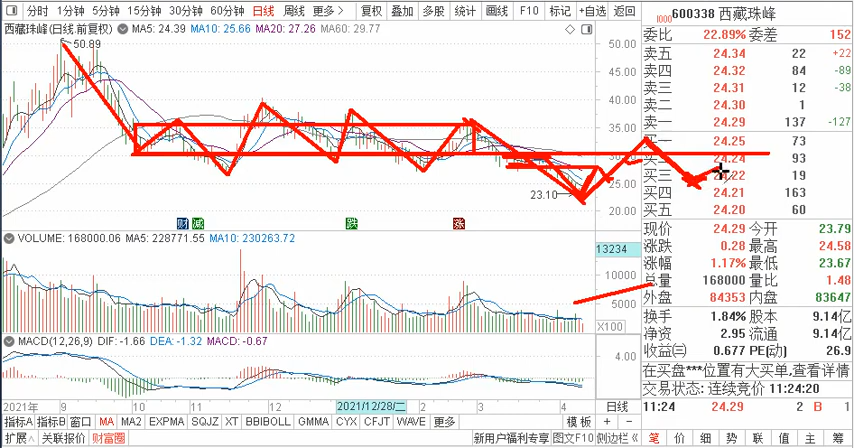 分时 1分钟 5分钟 15分钟 30分钟 60分钟 日线 周线 更多 复权 叠加 多股 统计 画线 F10 标记 +自选 返回
600338 西藏珠峰
西藏珠峰(日线.前复权) MA5: 24.39 MA10: 25.66 MA20: 27.26 MA60: 29.77
50.89
50.00
45.00
40.00
35.00
30.00
25.00
20.00
23.10
财 减 跌 涨
委比 22.89% 委差 152
卖五 24.34 22 +22
卖四 24.32 84 -89
卖三 24.31 12 -38
卖二 24.30 1
卖一 24.29 137 -127
买一 24.25 73
买二 24.24 93
买三 24.22 19
买四 24.21 163
买五 24.20 60
现价 24.29 今开 23.79
涨跌 0.28 最高 24.58
涨幅 1.17% 最低 23.67
总量 168000 量比 1.48
外盘 84353 内盘 83647
换手 1.84% 股本 9.14亿
净资 2.95 流通 9.14亿
收益㈢ 0.677 PE(动) 26.9
在买盘***位置有大买单,查看详情
交易状态: 连续竞价 11:24:20
11:24 24.29 2 B 1
VOLUME: 168000.06 MA5: 228771.55 MA10: 230263.72
13234
10000
5000
X100
MACD(12,26,9) DIF: -1.66 DEA: -1.32 MACD: -0.67
4.00
2021年 9 10 11 12 2021/12/28/二 2 3 4 日线
指标A 指标B 窗口 MA MA2 EXPMA SQJZ XT BBIBOLL GMMA CYX CFJT WAVE 更多 模板 + -
扩展 关联报价 财富圈 新用户福利专享 图文F10 侧边栏
笔 价 细 势 联 值 主 筹